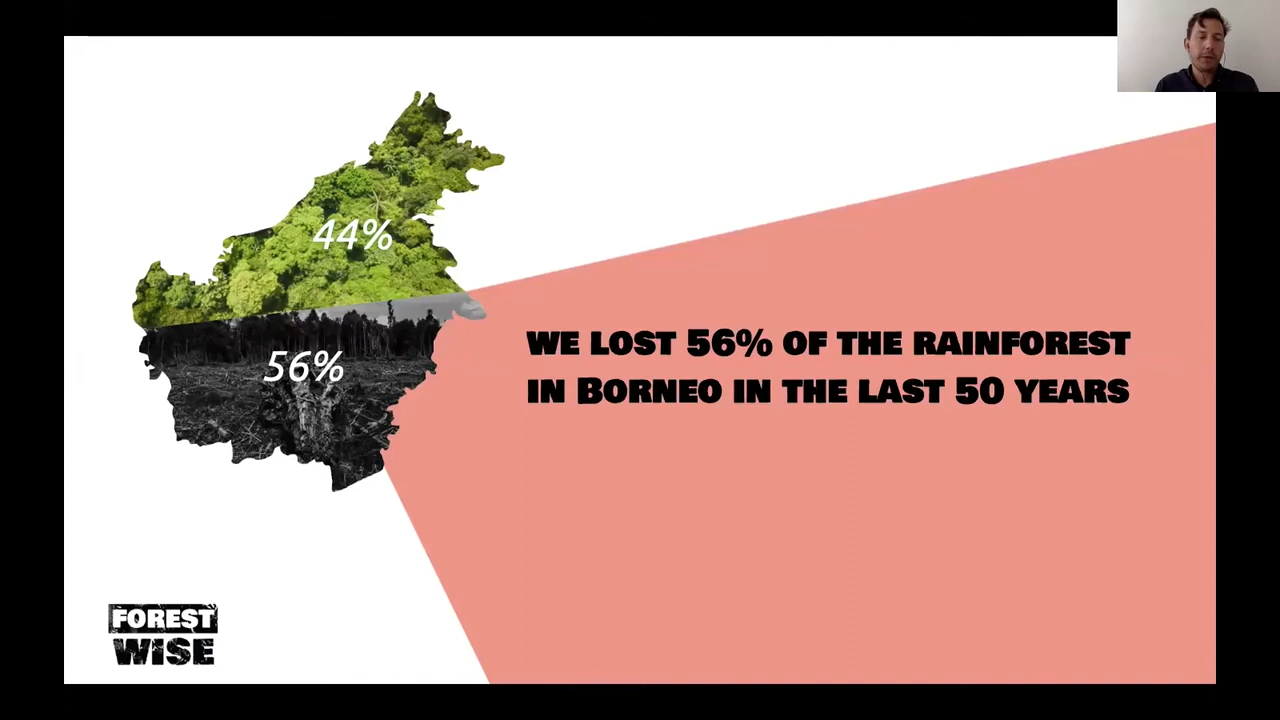 44%
56%
WE LOST 56% OF THE RAINFOREST
IN BORNEO IN THE LAST 50 YEARS
FOREST
WISE